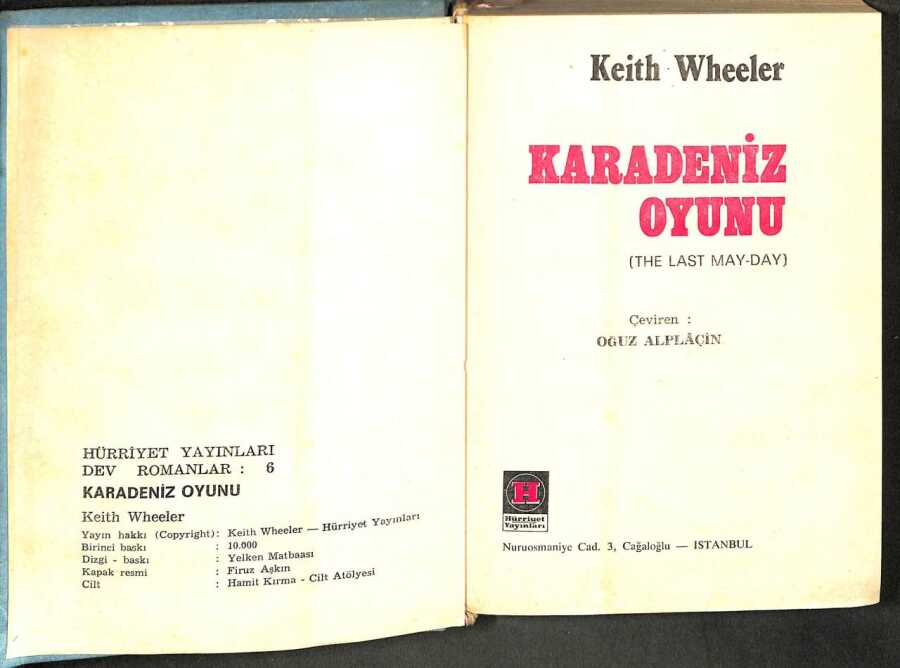 HÜRRİYET YAYINLARI
DEV ROMANLAR : 6
KARADENİZ OYUNU
Keith Wheeler
Yayın hakkı (Copyright): Keith Wheeler — Hürriyet Yayınları
Birinci baskı : 10.000
Dizgi - baskı : Yelken Matbaası
Kapak resmi : Firuz Aşkın
Cilt : Hamit Kırma - Cilt Atölyesi
Keith Wheeler
KARADENİZ
OYUNU
(THE LAST MAY-DAY)
Çeviren :
OĞUZ ALPLÂÇİN
H
Hürriyet
Yayınları
Nuruosmaniye Cad. 3, Cağaloğlu — ISTANBUL